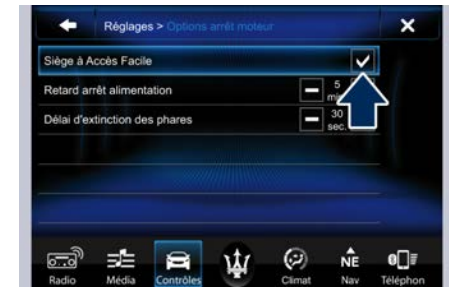 Réglages > Options arrêt moteur
Siège à Accès Facile
Retard arrêt alimentation 5
Délai d'extinction des phares 30 sec.
NE
Radio Média Contrôles Climat Nav Téléphon